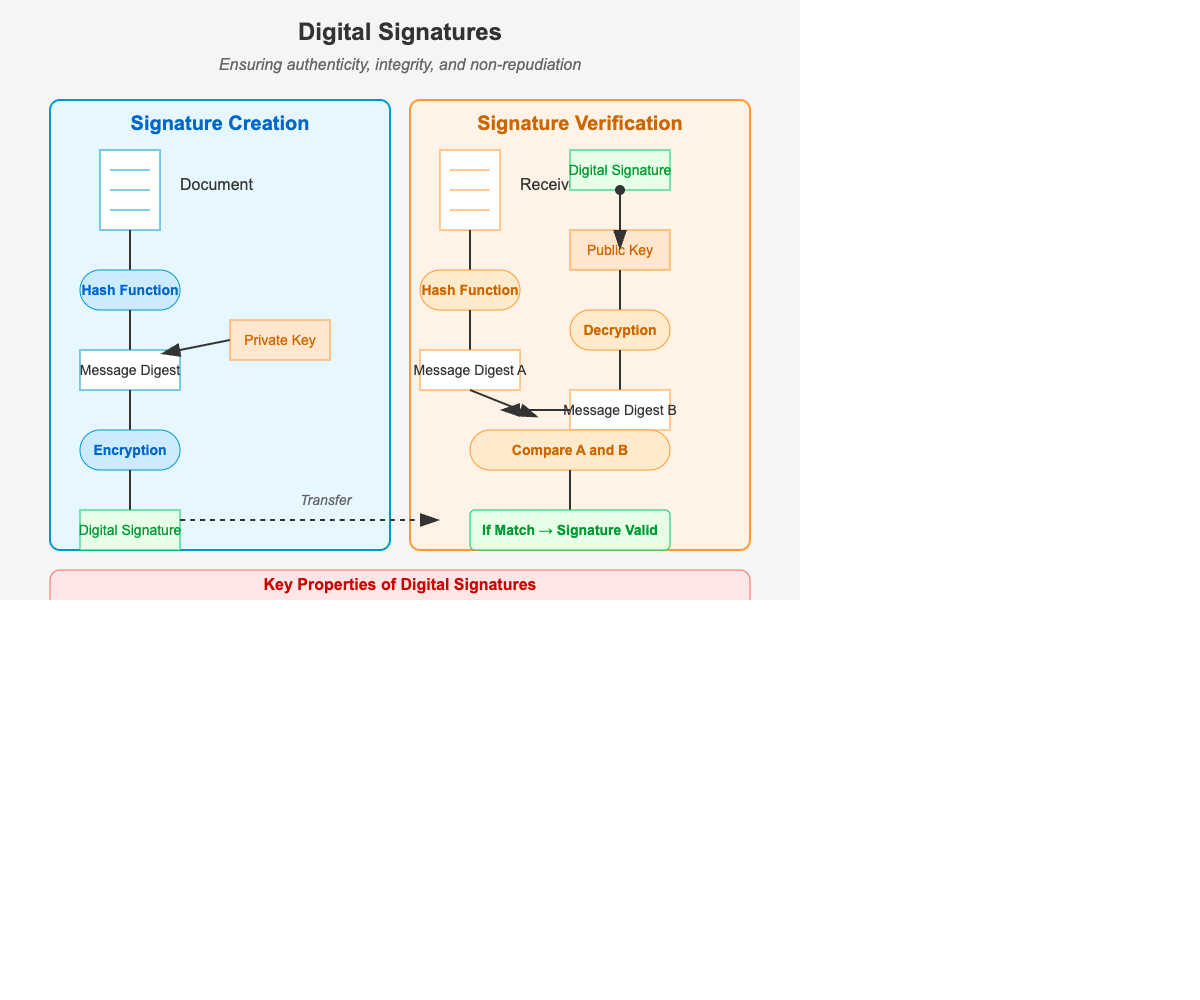 Digital Signatures
Ensuring authenticity, integrity, and non-repudiation
Signature Creation
Document
Hash Function
Private Key
Message Digest
Encryption
Transfer
Digital Signature
Signature Verification
Receiv
Digital Signature
Public Key
Hash Function
Decryption
Message Digest A
Message Digest B
Compare A and B
If Match → Signature Valid
Key Properties of Digital Signatures